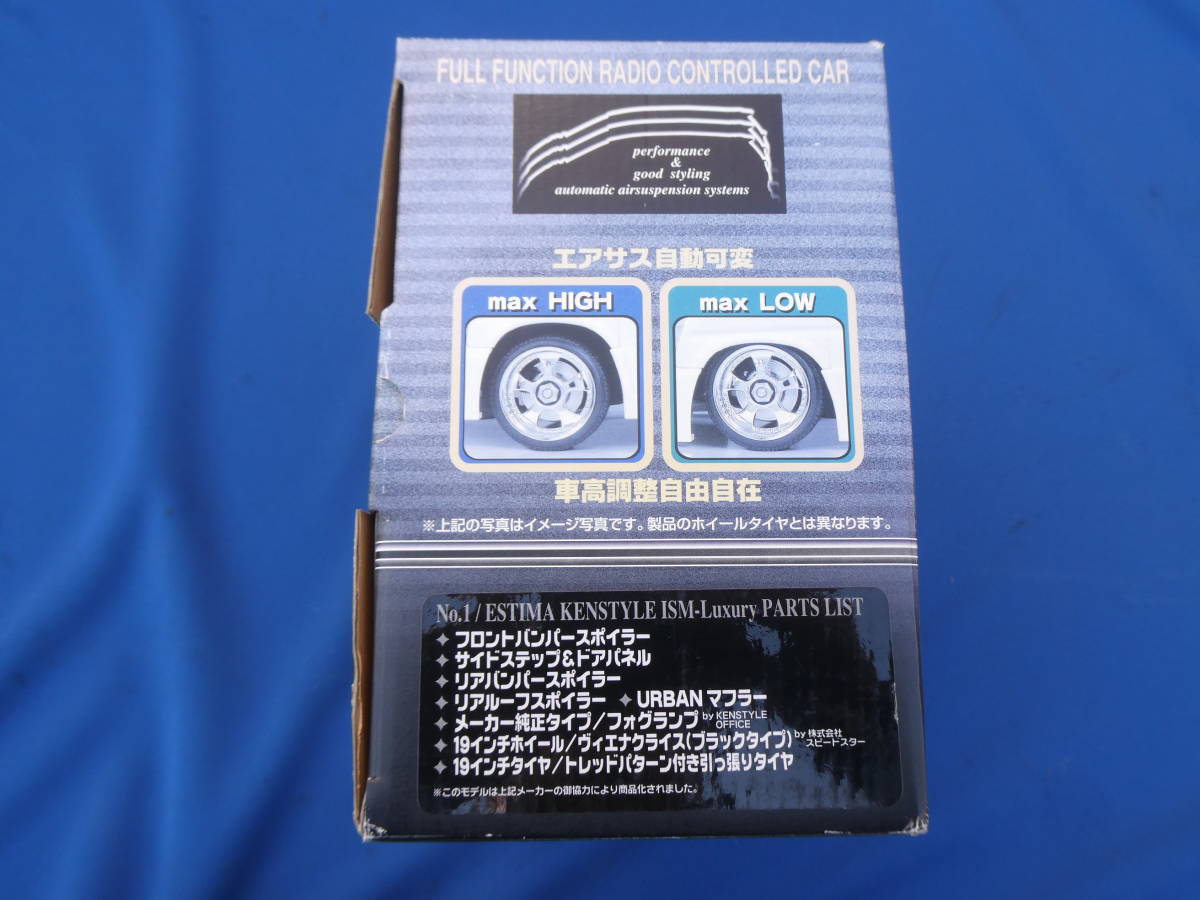 FULL FUNCTION RADIO CONTROLLED CAR
performance
&
good styling
automatic airsuspension systems
エアサス自動可変
max HIGH
max LOW
車高調整自由自在
※上記の写真はイメージ写真です。製品のホイールタイヤとは異なります。
No.1 / ESTIMA KENSTYLE ISM-Luxury PARTS LIST
✦ フロントバンパースポイラー
✦ サイドステップ&ドアパネル
✦ リアバンパースポイラー
✦ リアルーフスポイラー ✦ URBAN マフラー
✦ メーカー純正タイプ/フォグランプ by KENSTYLE OFFICE
✦ 19インチホイール/ヴィエナクライス(ブラックタイプ) by 株式会社スピードスター
✦ 19インチタイヤ/トレッドパターン付き引っ張りタイヤ
※このモデルは上記メーカーの御協力により商品化されました。